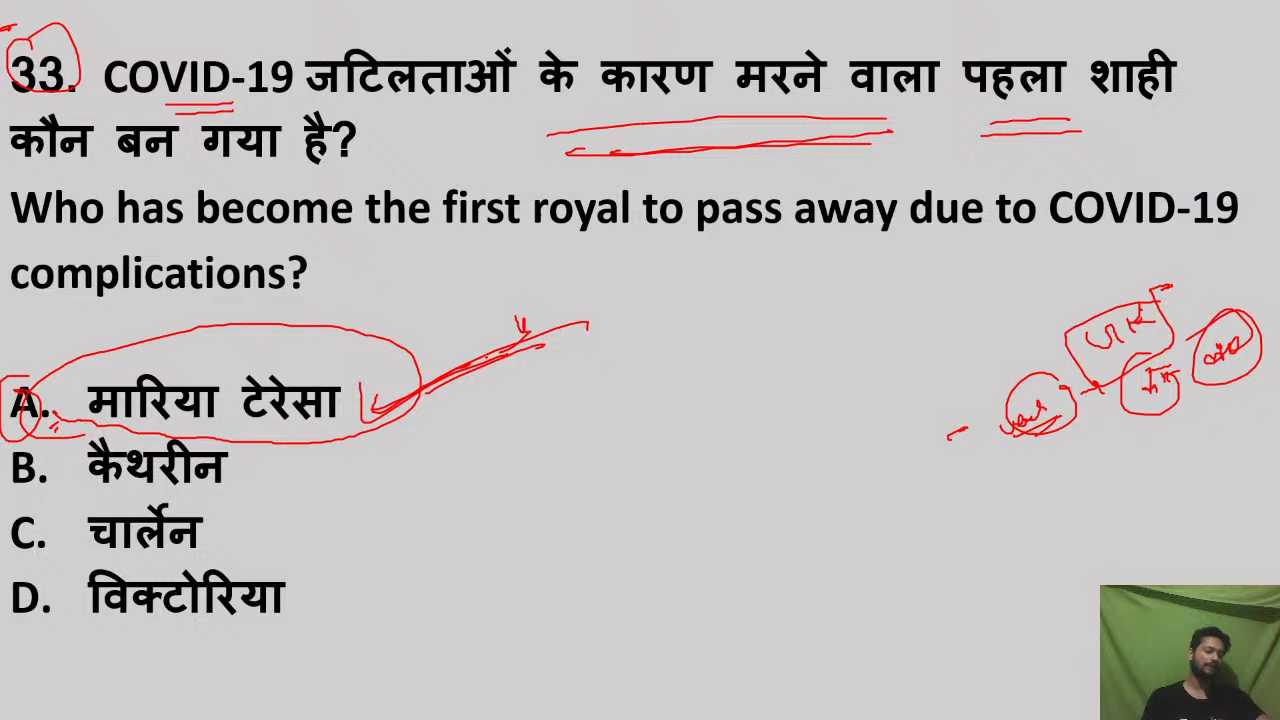 33. COVID-19 जटिलताओं के कारण मरने वाला पहला शाही
कौन बन गया है?
Who has become the first royal to pass away due to COVID-19
complications?
A. मारिया टेरेसा
B. कैथरीन
C. चार्लेन
D. विक्टोरिया